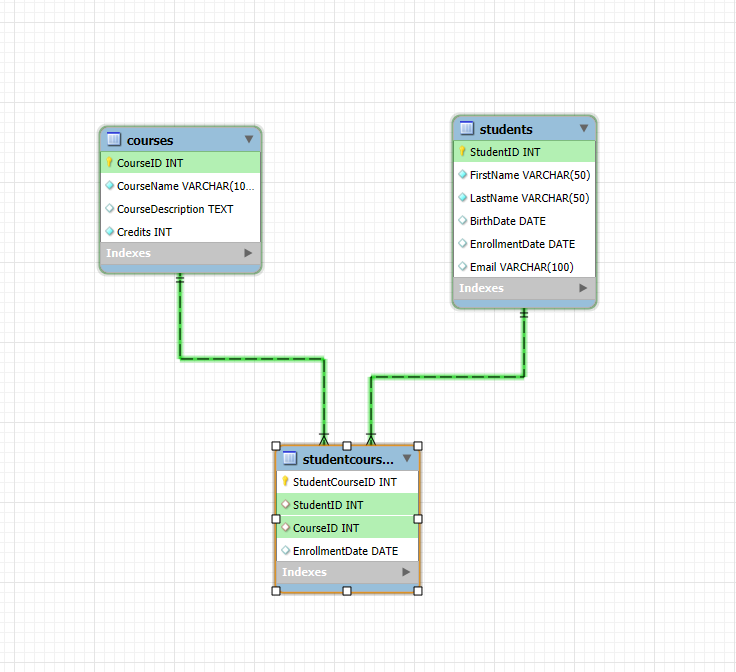 courses
CourseID INT
CourseName VARCHAR(10...
CourseDescription TEXT
Credits INT
Indexes
students
StudentID INT
FirstName VARCHAR(50)
LastName VARCHAR(50)
BirthDate DATE
EnrollmentDate DATE
Email VARCHAR(100)
Indexes
studentcours...
StudentCourseID INT
StudentID INT
CourseID INT
EnrollmentDate DATE
Indexes